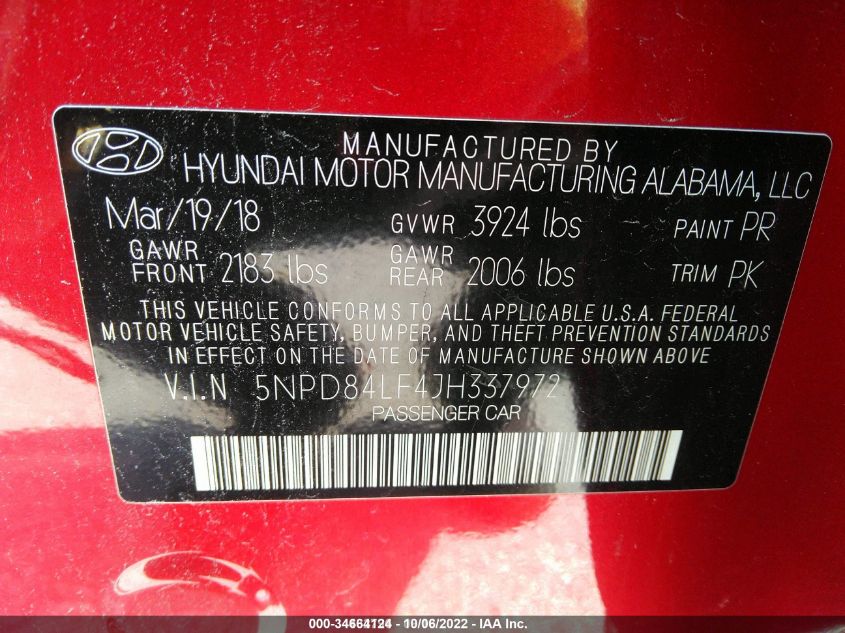 MANUFACTURED BY
HYUNDAI MOTOR MANUFACTURING ALABAMA, LLC
Mar/19/18 GVWR 3924 lbs PAINT PR
GAWR FRONT 2183 lbs GAWR REAR 2006 lbs TRIM PK
THIS VEHICLE CONFORMS TO ALL APPLICABLE U.S.A. FEDERAL
MOTOR VEHICLE SAFETY, BUMPER, AND THEFT PREVENTION STANDARDS
IN EFFECT ON THE DATE OF MANUFACTURE SHOWN ABOVE
V.I.N 5NPD84LF4JH337972
PASSENGER CAR
000-34664124 - 10/06/2022 - IAA Inc.